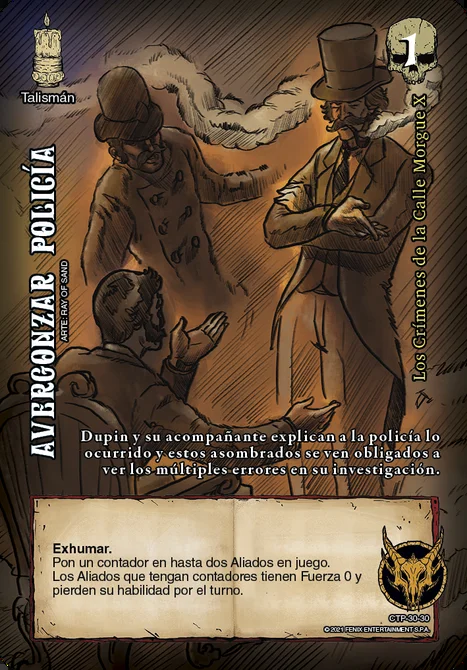 1
Talismán
AVERGONZAR POLICÍA
ARTE: RAY OF SAND
Los Crímenes de la Calle Morgue X
Dupin y su acompañante explican a la policía lo
ocurrido y estos asombrados se ven obligados a
ver los múltiples errores en su investigación.
Exhumar.
Pon un contador en hasta dos Aliados en juego.
Los Aliados que tengan contadores tienen Fuerza 0 y
pierden su habilidad por el turno.
CTP-30-30
© 2021 FENIX ENTERTAINMENT S.P.A.